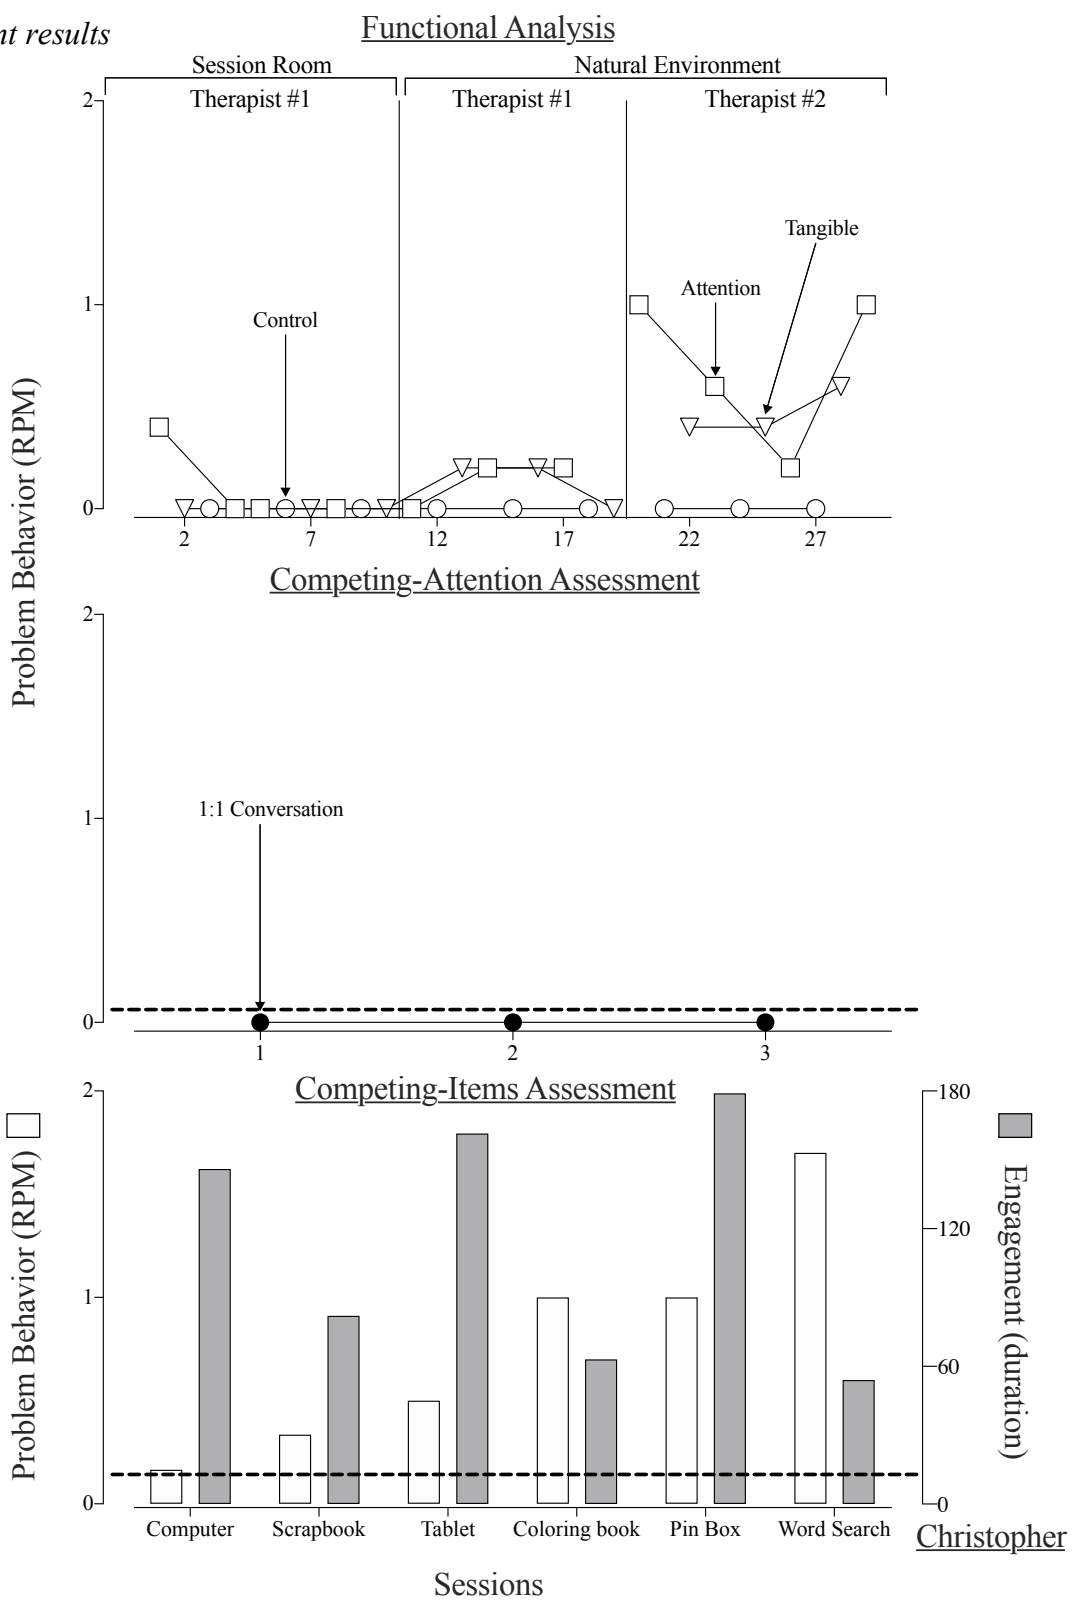 nt results
Functional Analysis
Session Room
Natural Environment
Therapist #1
Therapist #1
Therapist #2
2
Tangible
Attention
1
Control
0
2
7
12
17
22
27
Problem Behavior (RPM)
Competing-Attention Assessment
2
1:1 Conversation
1
0
1
2
3
Competing-Items Assessment
2
180
120
1
60
0
0
Problem Behavior (RPM)
Engagement (duration)
Computer
Scrapbook
Tablet
Coloring book
Pin Box
Word Search
Christopher
Sessions